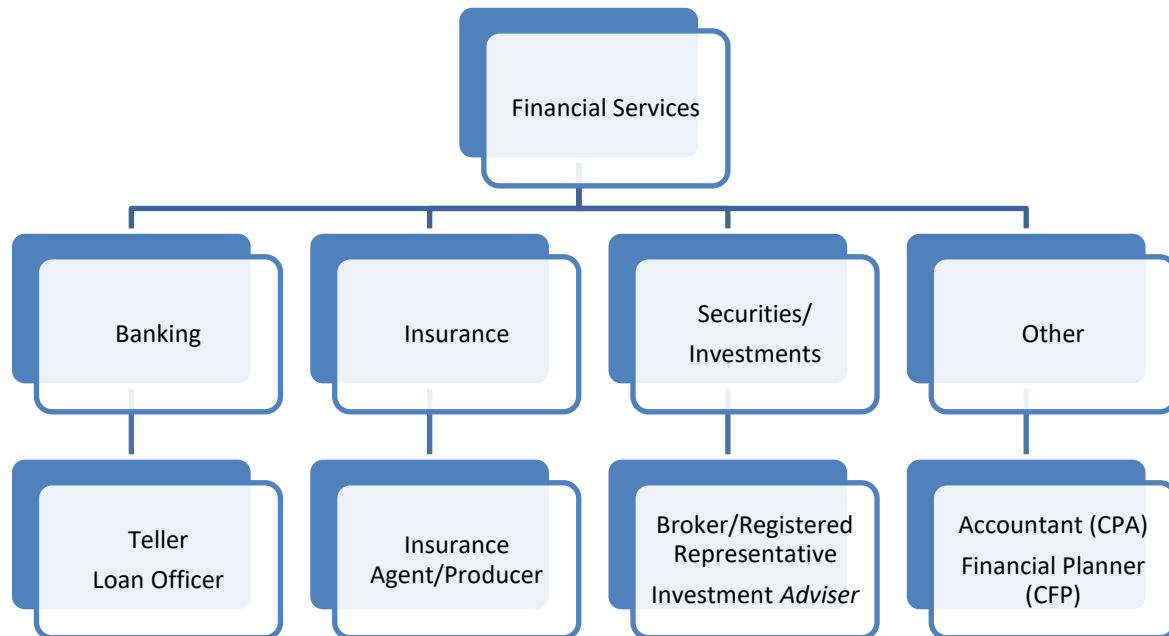 Financial Services
Banking
Insurance
Securities/
Investments
Other
Teller
Loan Officer
Insurance
Agent/Producer
Broker/Registered
Representative
Investment Adviser
Accountant (CPA)
Financial Planner
(CFP)